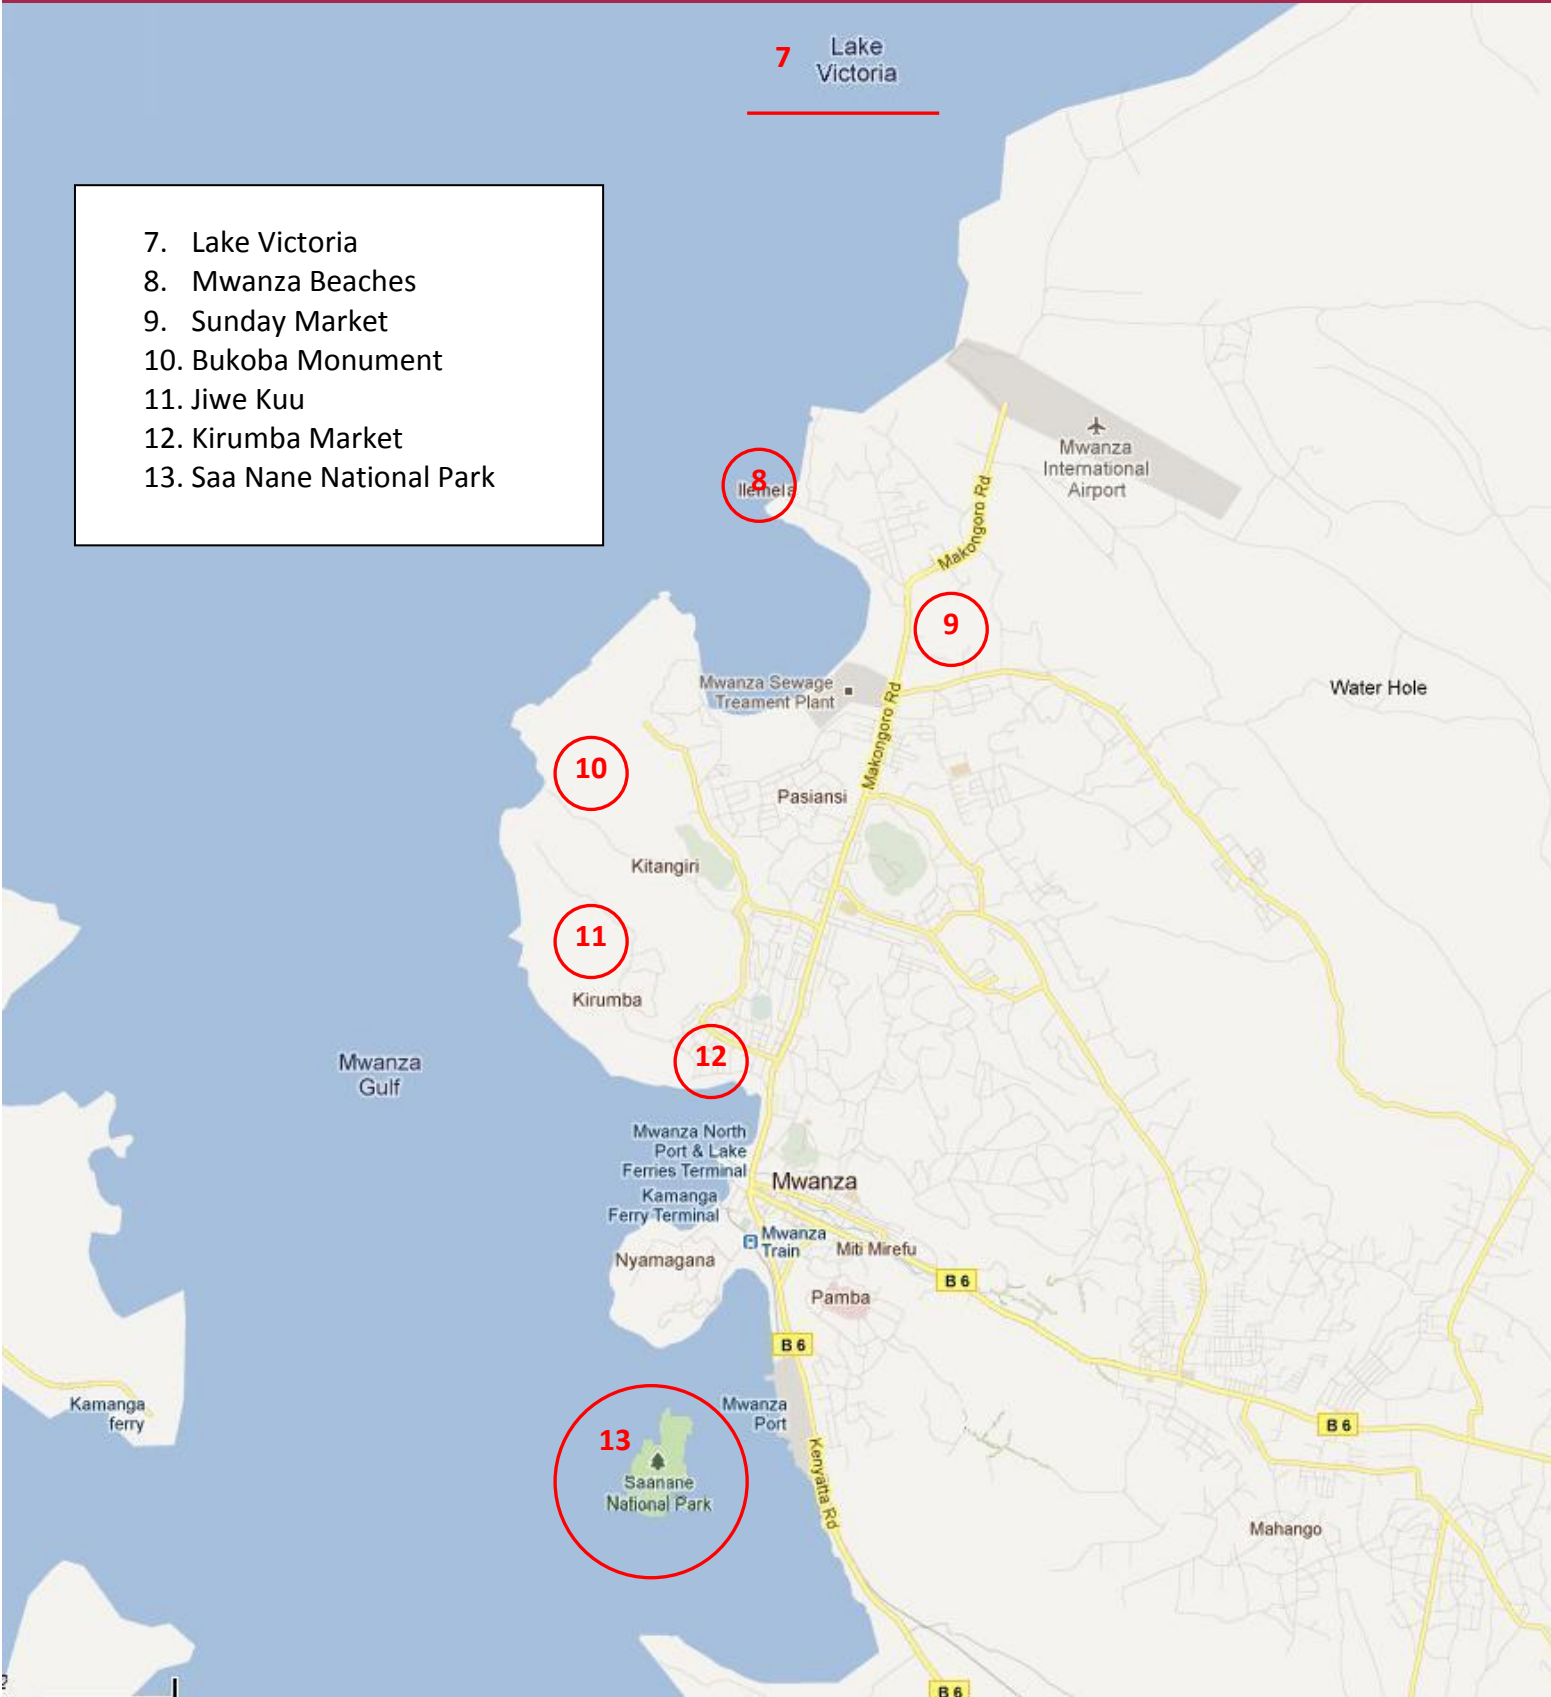 7
Lake
Victoria
7. Lake Victoria
8. Mwanza Beaches
9. Sunday Market
10. Bukoba Monument
11. Jiwe Kuu
12. Kirumba Market
13. Saa Nane National Park
Mwanza
International
Airport
8
Ilemela
Makongoro Rd
9
Mwanza Sewage
Treament Plant
Makongoro Rd
Water Hole
10
Pasiansi
Kitangiri
11
Kirumba
12
Mwanza
Gulf
Mwanza North
Port & Lake
Ferries Terminal
Mwanza
Kamanga
Ferry Terminal
Mwanza
Train
Miti Mirefu
Nyamagana
B 6
Pamba
B 6
Kamanga
ferry
Mwanza
Port
B 6
13
Saanane
National Park
Kenyatta Rd
Mahango
B 6